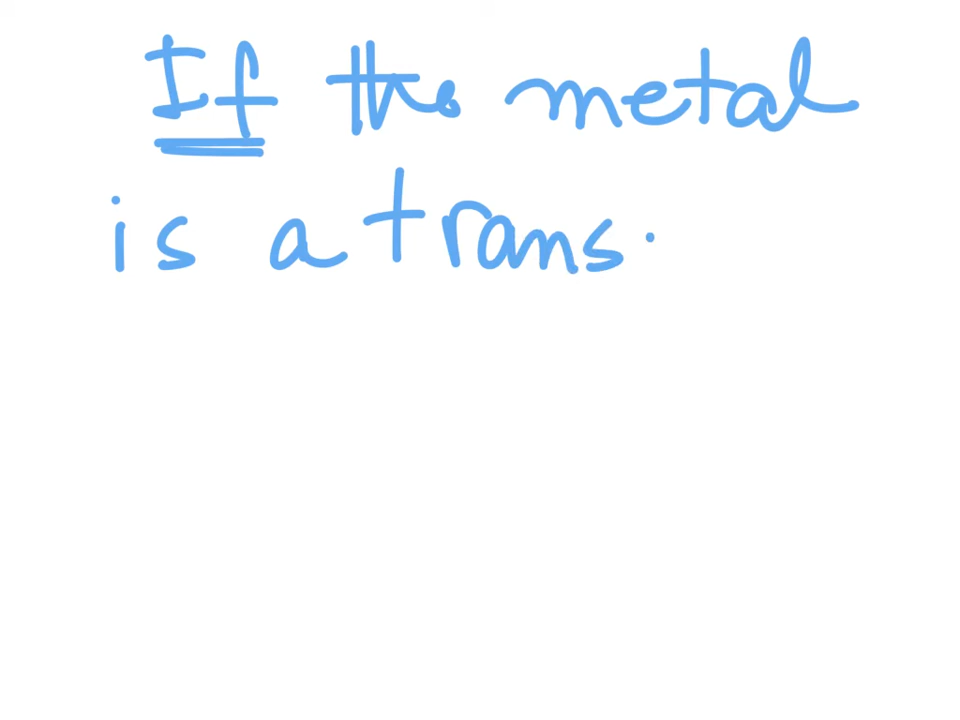 If the metal
is a trans.